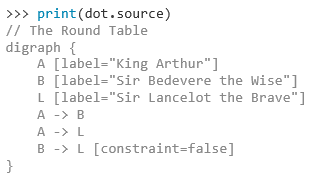 >>> print(dot.source)
// The Round Table
digraph {
    A [label="King Arthur"]
    B [label="Sir Bedevere the Wise"]
    L [label="Sir Lancelot the Brave"]
    A -> B
    A -> L
    B -> L [constraint=false]
}